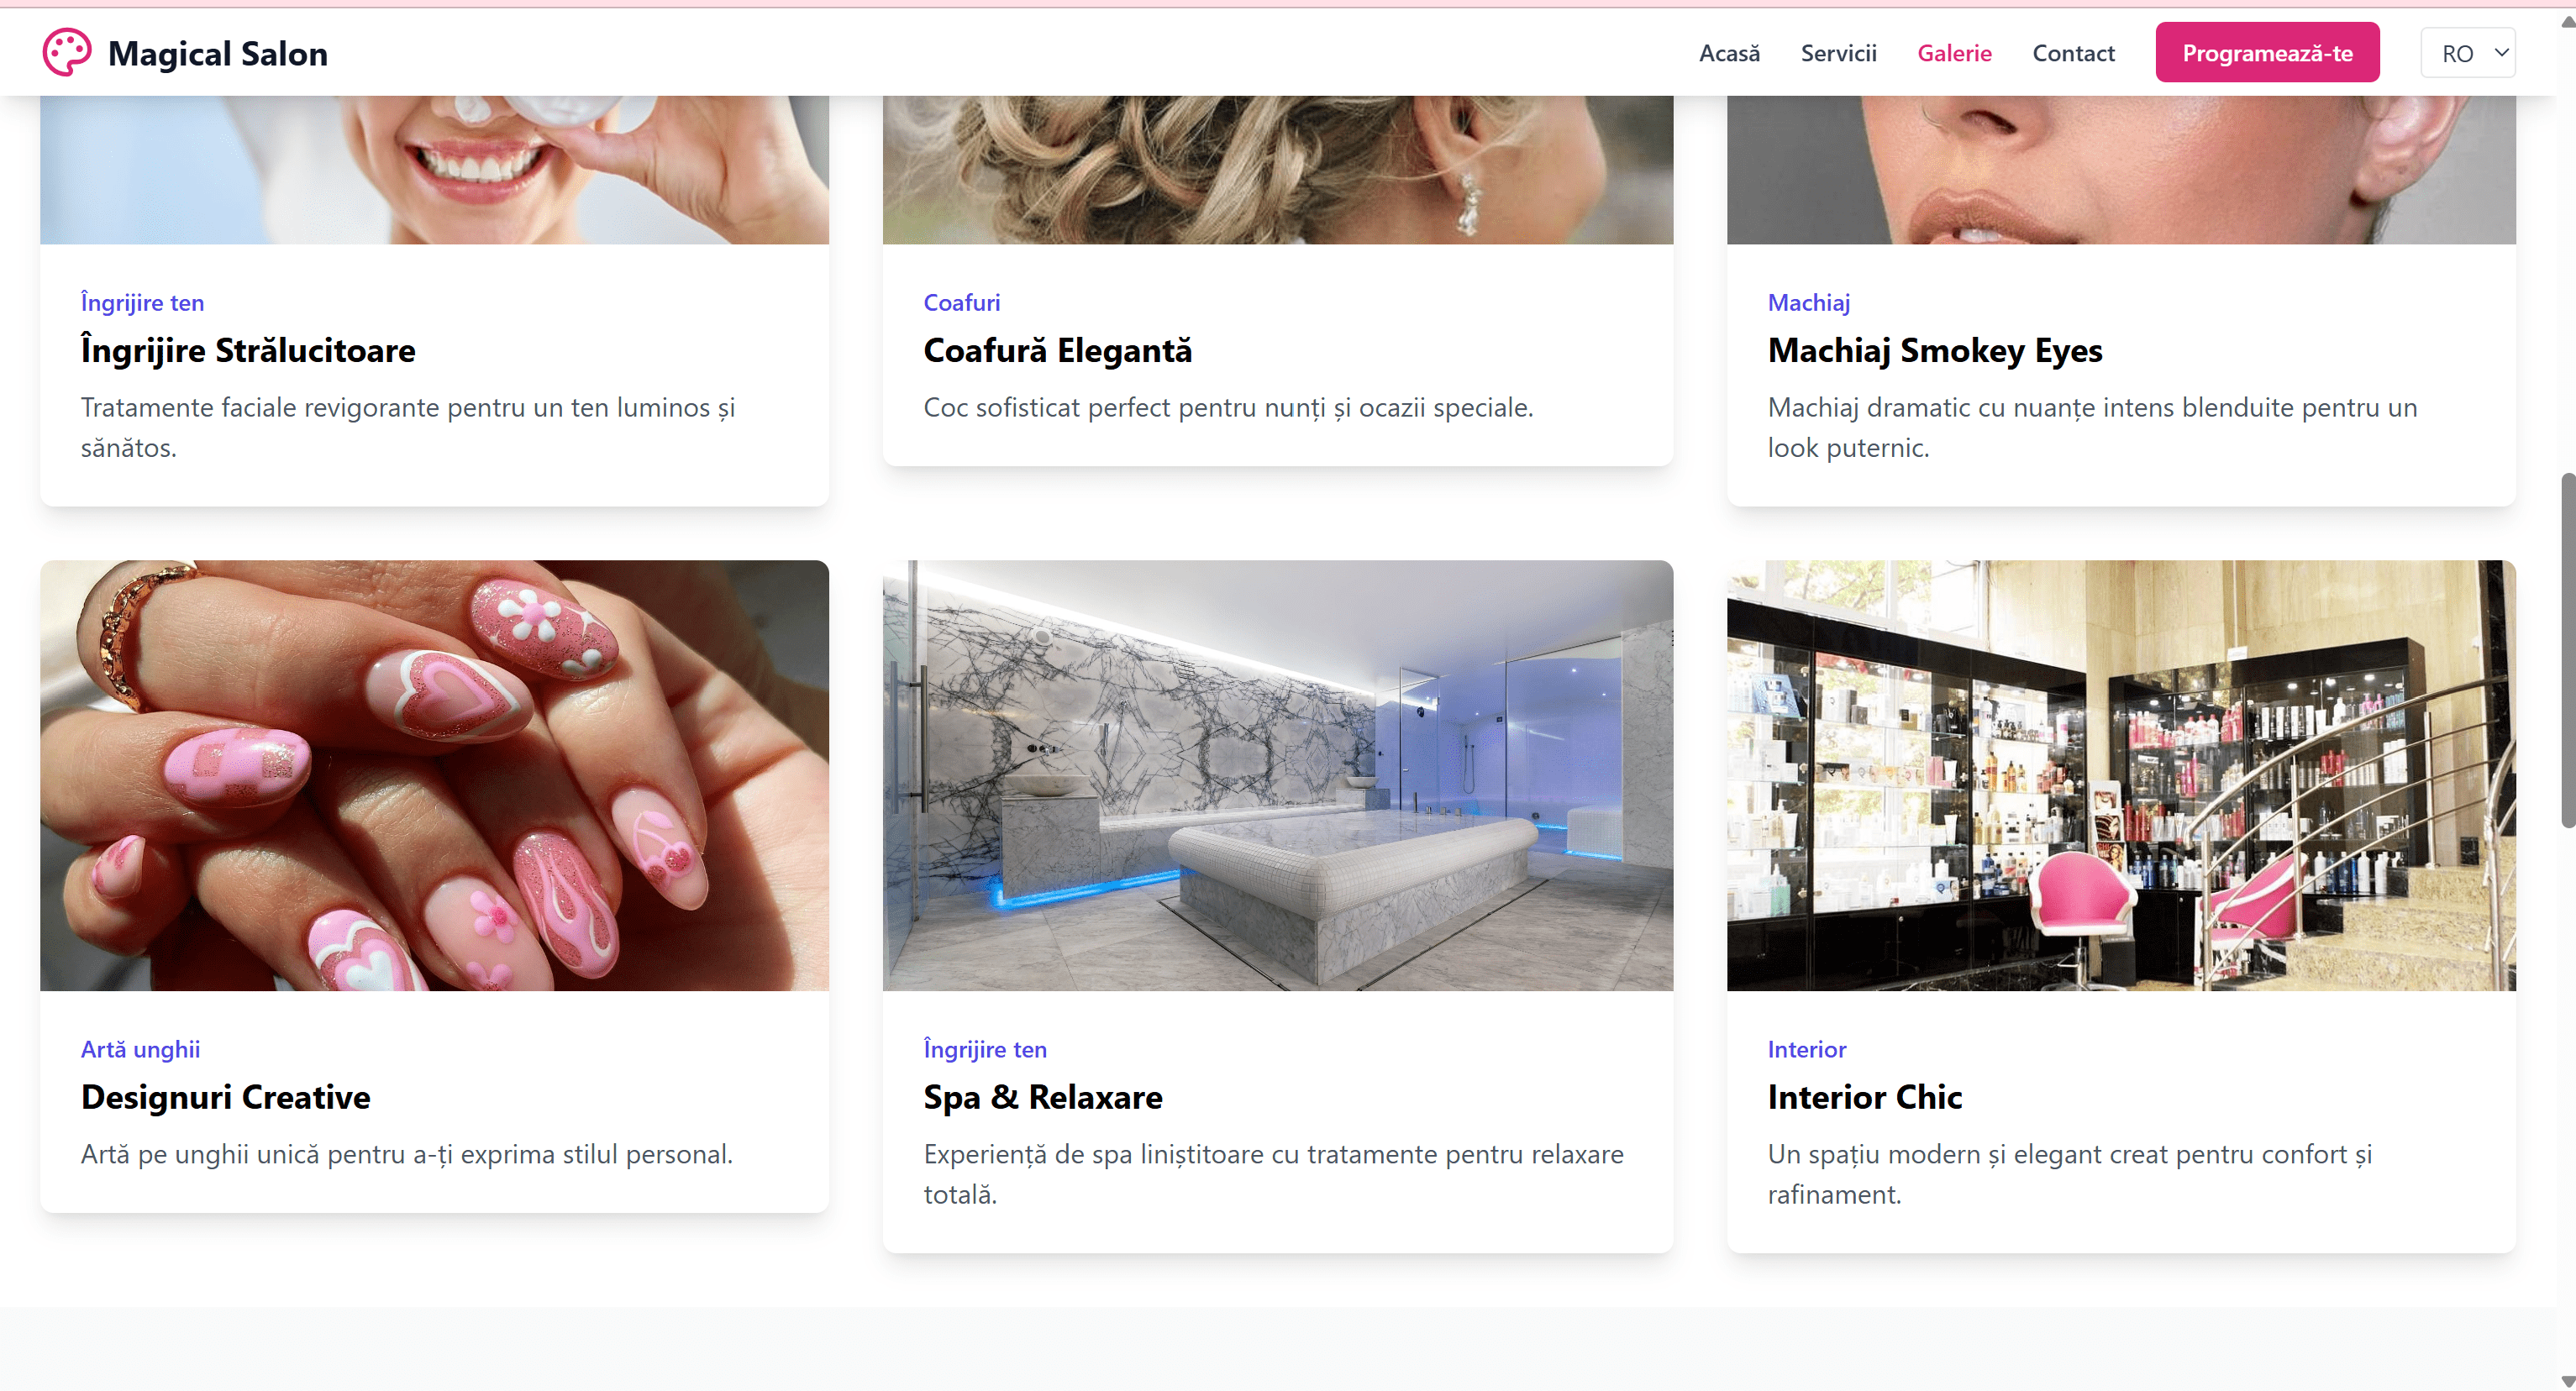 Magical Salon
Acasă Servicii Galerie Contact Programează-te RO
Îngrijire ten
Îngrijire Strălucitoare
Tratamente faciale revigorante pentru un ten luminos și
sănătos.
Coafuri
Coafură Elegantă
Coc sofisticat perfect pentru nunți și ocazii speciale.
Machiaj
Machiaj Smokey Eyes
Machiaj dramatic cu nuanțe intens blenduite pentru un
look puternic.
Artă unghii
Designuri Creative
Artă pe unghii unică pentru a-ți exprima stilul personal.
Îngrijire ten
Spa & Relaxare
Experiență de spa liniștitoare cu tratamente pentru relaxare
totală.
Interior
Interior Chic
Un spațiu modern și elegant creat pentru confort și
rafinament.